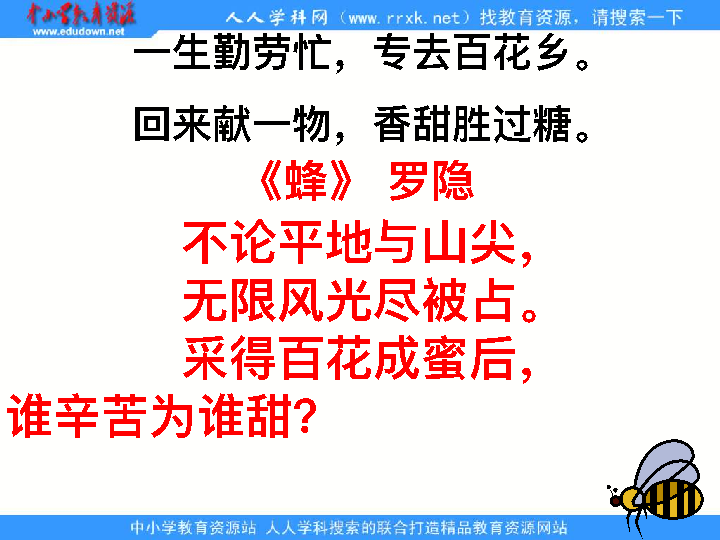 中小学教育资源
www.edudown.net
人人学科网（www.rrxk.net）找教育资源，请搜索一下
一生勤劳忙，专去百花乡。
回来献一物，香甜胜过糖。
《蜂》 罗隐
不论平地与山尖，
无限风光尽被占。
采得百花成蜜后，
谁辛苦为谁甜？
中小学教育资源站 人人学科搜索的联合打造精品教育资源网站